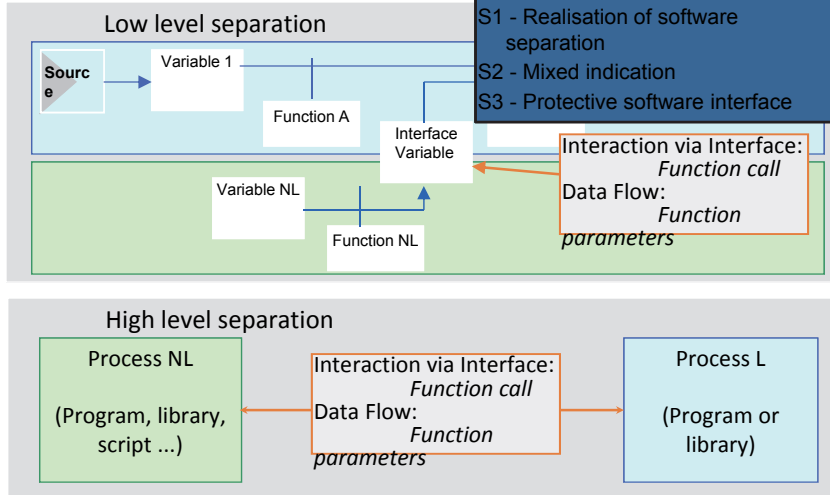 Low level separation
S1 - Realisation of software
separation
S2 - Mixed indication
S3 - Protective software interface
Sourc
e
Variable 1
Function A
Interface
Variable
Interaction via Interface:
Function call
Data Flow:
Function
parameters
Variable NL
Function NL
High level separation
Process NL
(Program, library,
script ...)
Interaction via Interface:
Function call
Data Flow:
Function
parameters
Process L
(Program or
library)